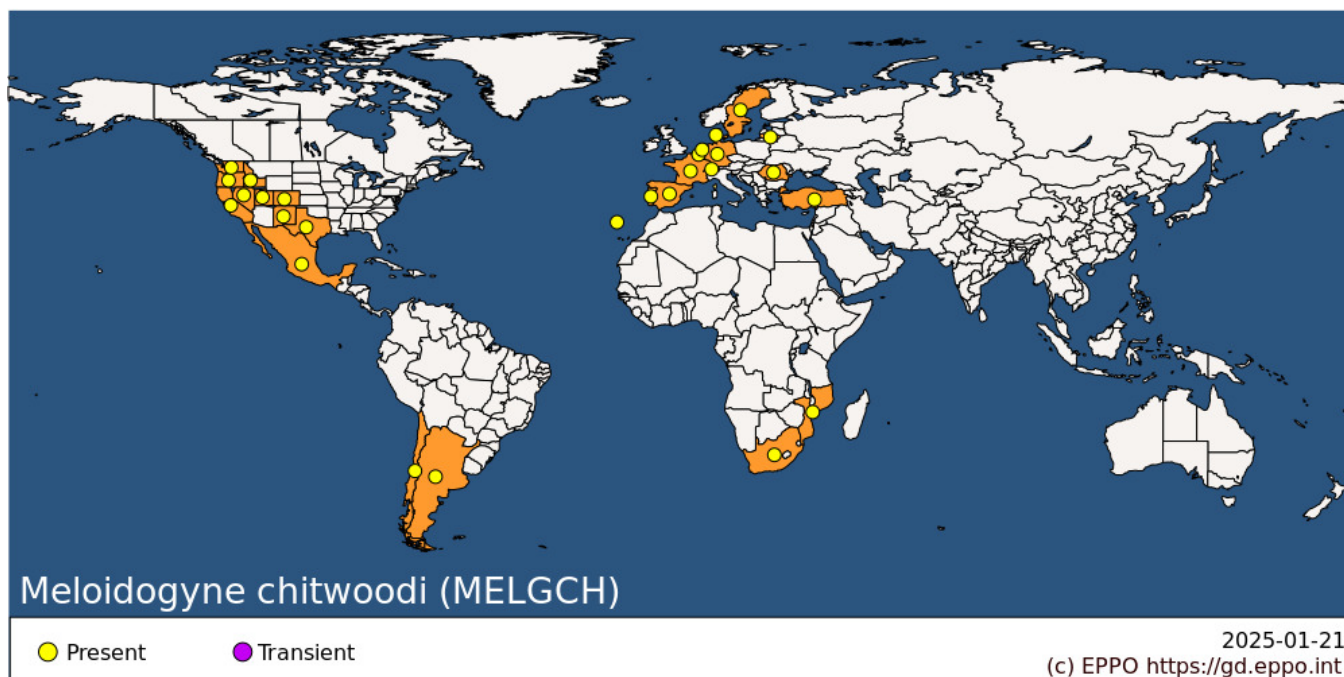 Meloidogyne chitwoodi (MELGCH)
Present
Transient
2025-01-21
(c) EPPO https://gd.eppo.int